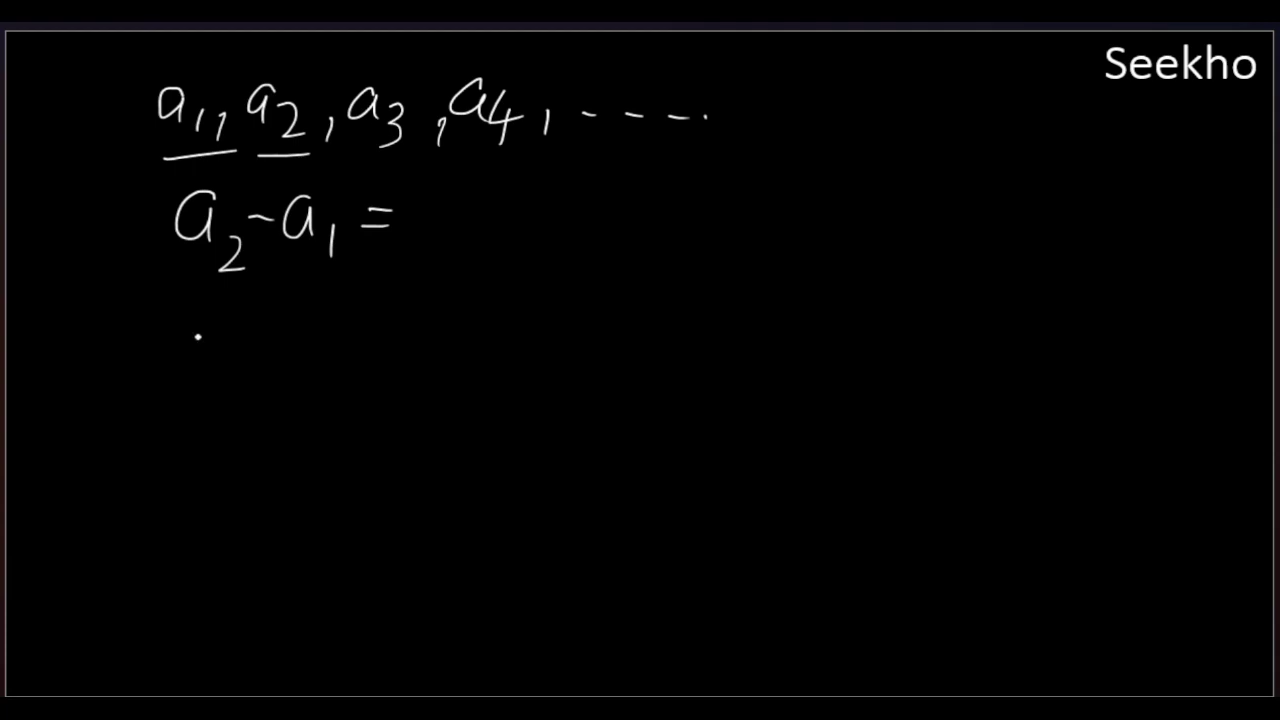 Seekho
a₁, a₂, a₃, a₄, - - - - .
a₂ - a₁ =